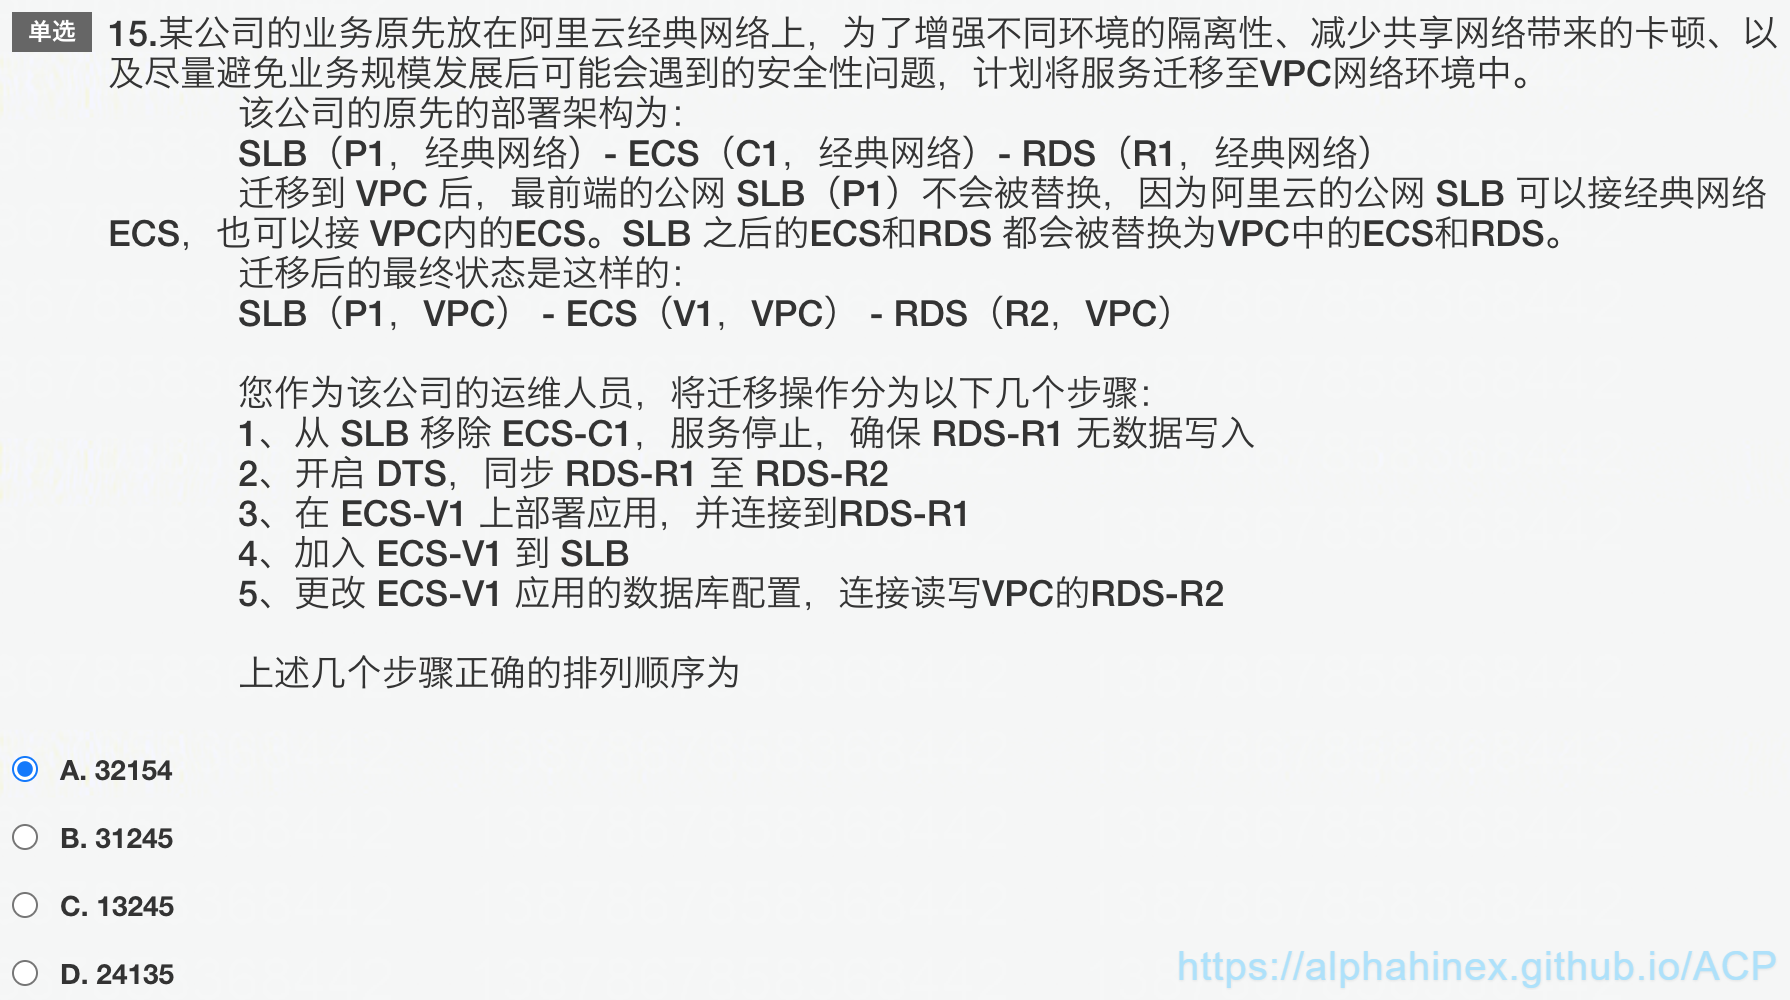 单选
15.某公司的业务原先放在阿里云经典网络上，为了增强不同环境的隔离性、减少共享网络带来的卡顿、以
及尽量避免业务规模发展后可能会遇到的安全性问题，计划将服务迁移至VPC网络环境中。
该公司的原先的部署架构为：
SLB（P1，经典网络）- ECS（C1，经典网络）- RDS（R1，经典网络）
迁移到 VPC 后，最前端的公网 SLB（P1）不会被替换，因为阿里云的公网 SLB 可以接经典网络
ECS，也可以接 VPC内的ECS。SLB 之后的ECS和RDS 都会被替换为VPC中的ECS和RDS。
迁移后的最终状态是这样的：
SLB（P1，VPC） - ECS（V1，VPC） - RDS（R2，VPC）
您作为该公司的运维人员，将迁移操作分为以下几个步骤：
1、从 SLB 移除 ECS-C1，服务停止，确保 RDS-R1 无数据写入
2、开启 DTS，同步 RDS-R1 至 RDS-R2
3、在 ECS-V1 上部署应用，并连接到RDS-R1
4、加入 ECS-V1 到 SLB
5、更改 ECS-V1 应用的数据库配置，连接读写VPC的RDS-R2
上述几个步骤正确的排列顺序为
A. 32154
B. 31245
C. 13245
D. 24135
https://alphahinex.github.io/ACP